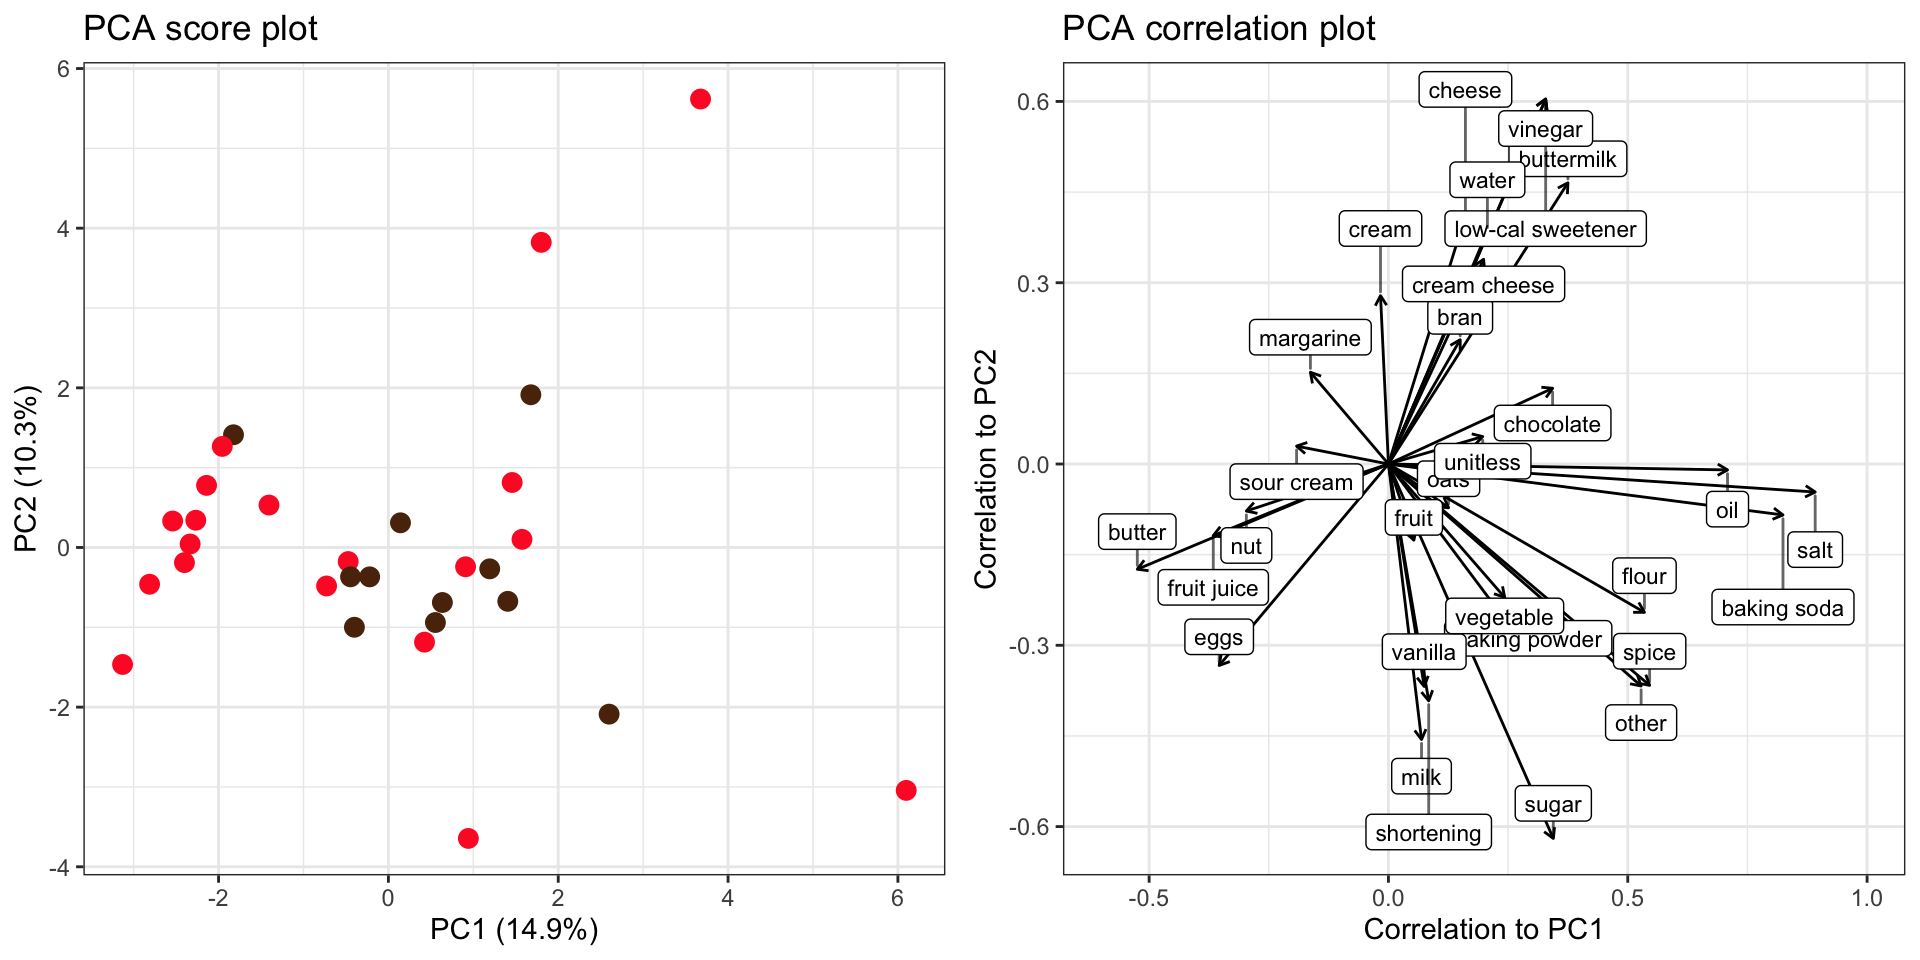 PCA score plot
6
4
2
0
-2
-4
-2
0
2
4
6
PC1 (14.9%)
PC2 (10.3%)
PCA correlation plot
cheese
vinegar
buttermilk
water
cream
low-cal sweetener
cream cheese
bran
margarine
chocolate
unitless
oats
sour cream
oil
fruit
butter
nut
salt
flour
fruit juice
baking soda
vegetable
eggs
aking powder
vanilla
spice
other
milk
sugar
shortening
0.6
0.3
0.0
-0.3
-0.6
-0.5
0.0
0.5
1.0
Correlation to PC1
Correlation to PC2